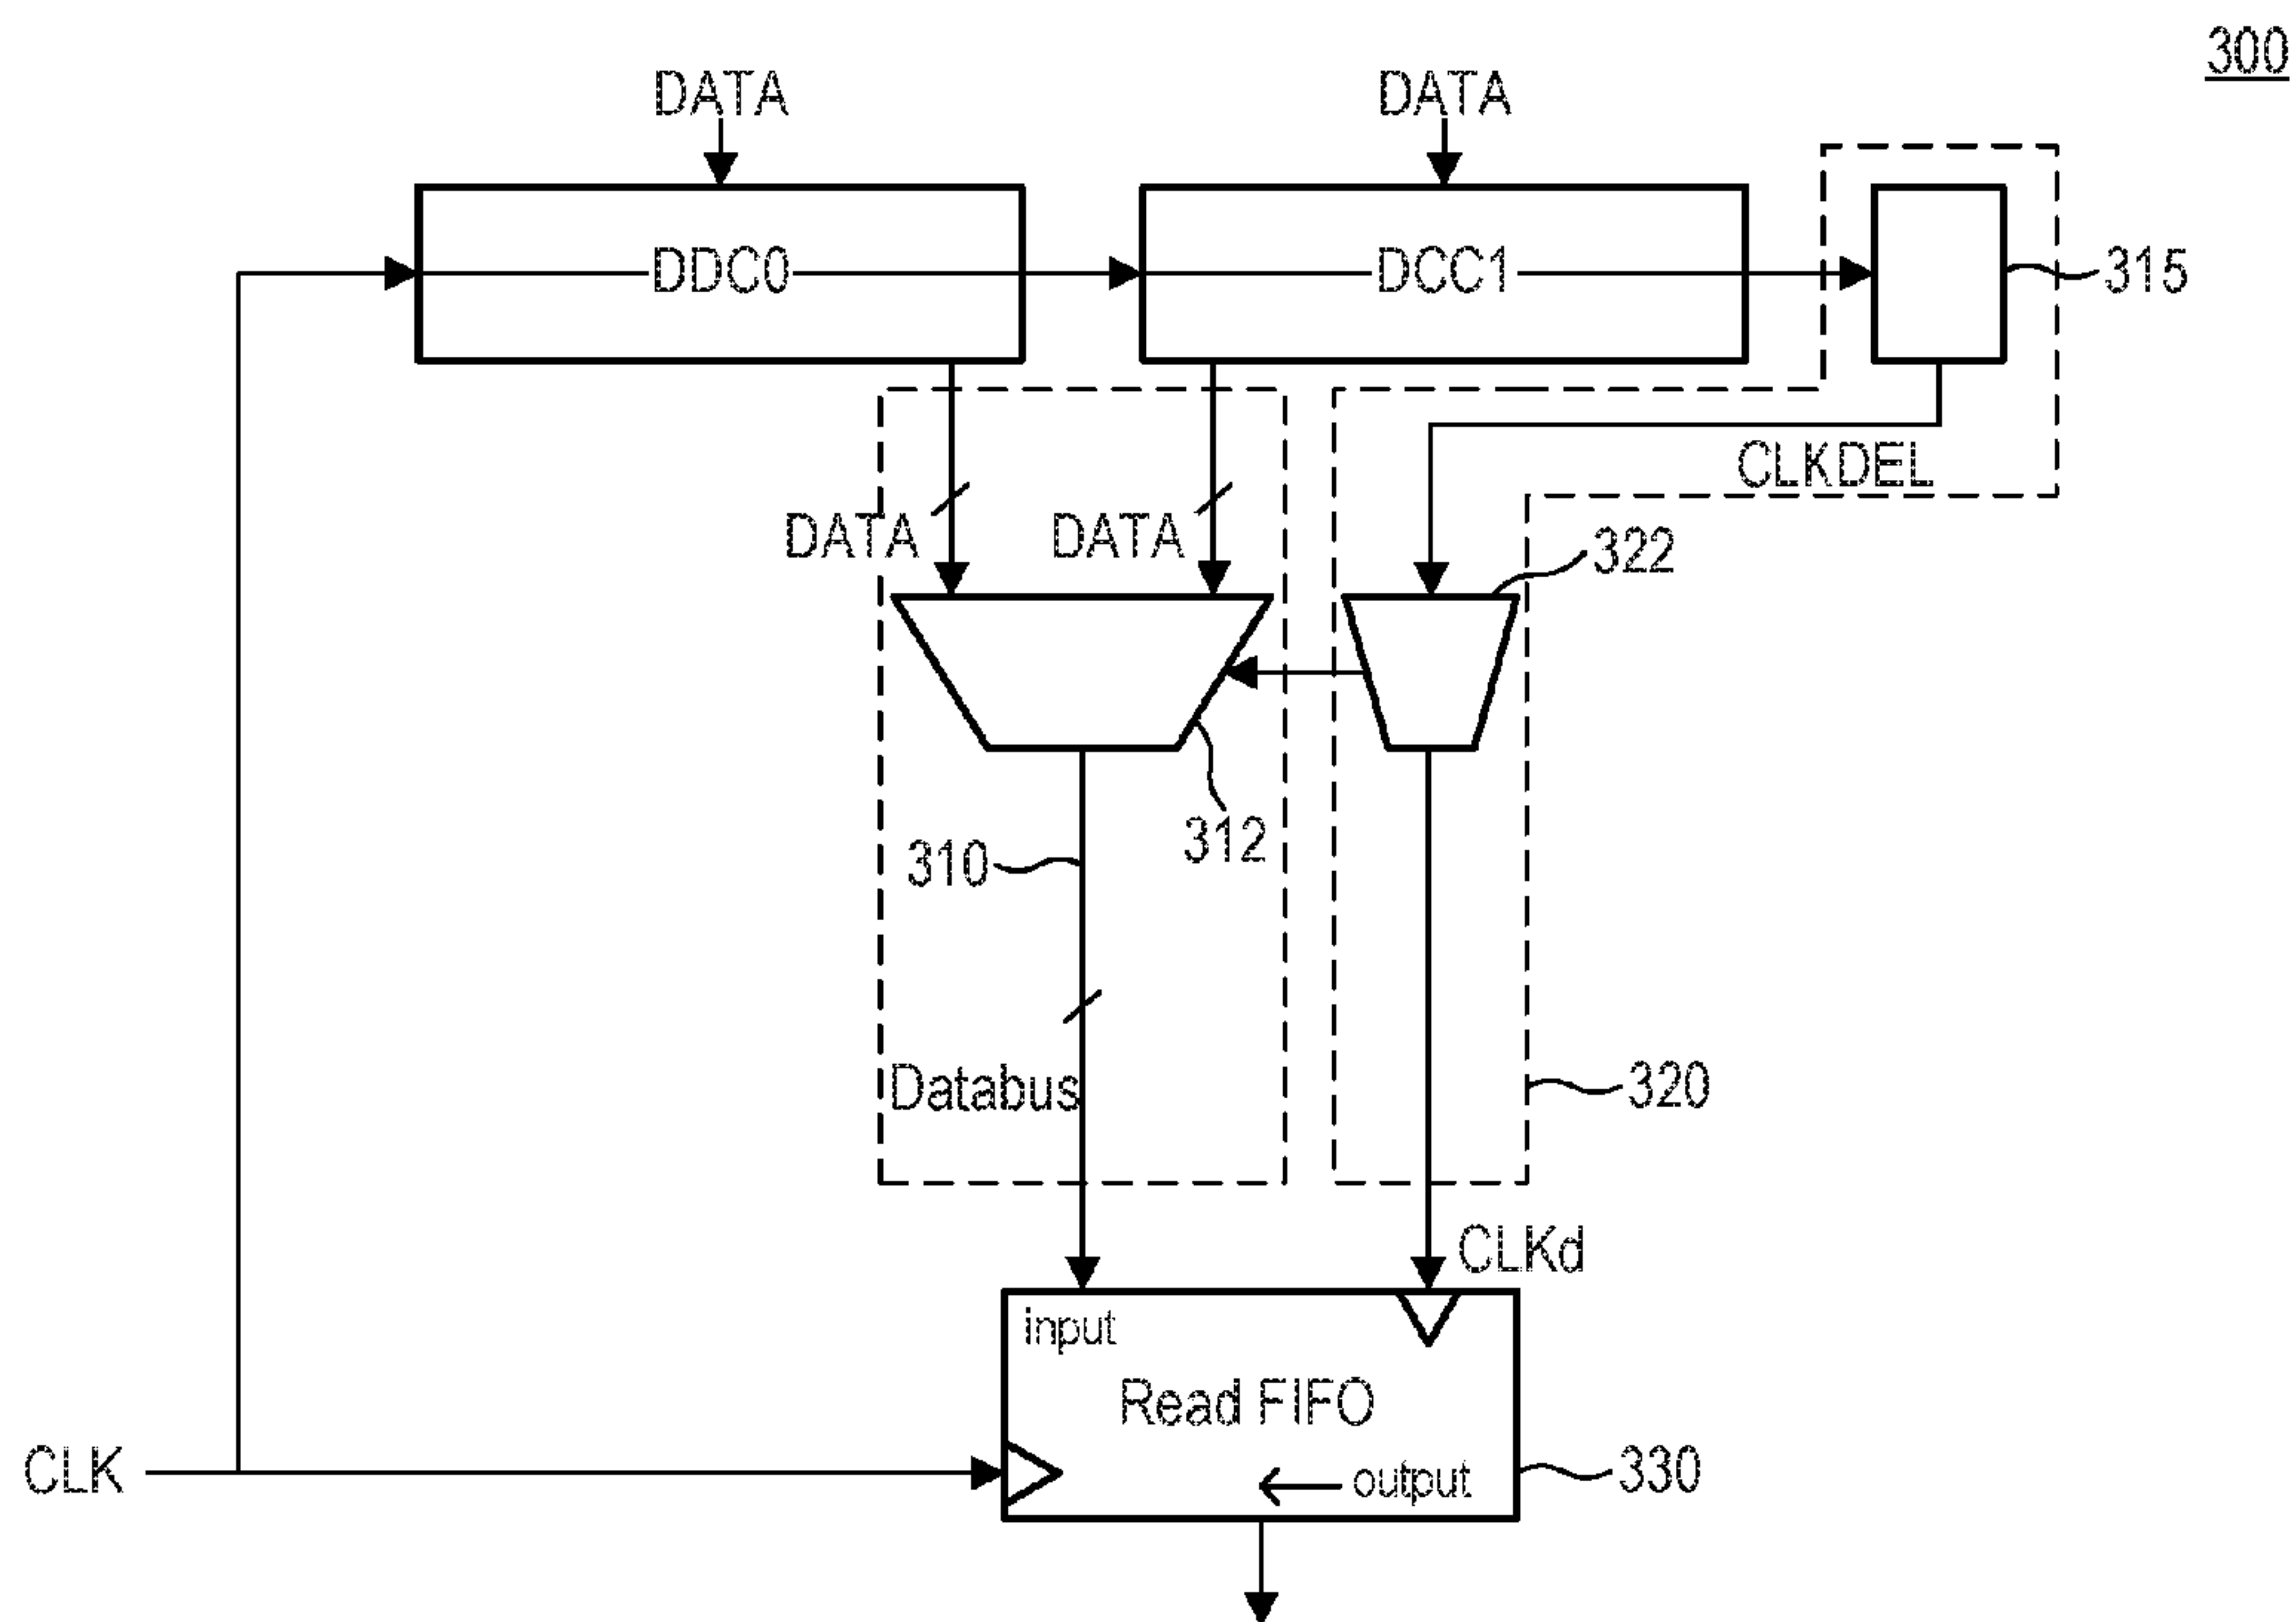 300
DATA
DATA
DDC0
DCC1
315
CLKDEL
DATA
DATA
322
312
310
Databus
320
CLKd
input
Read FIFO
CLK
output
330